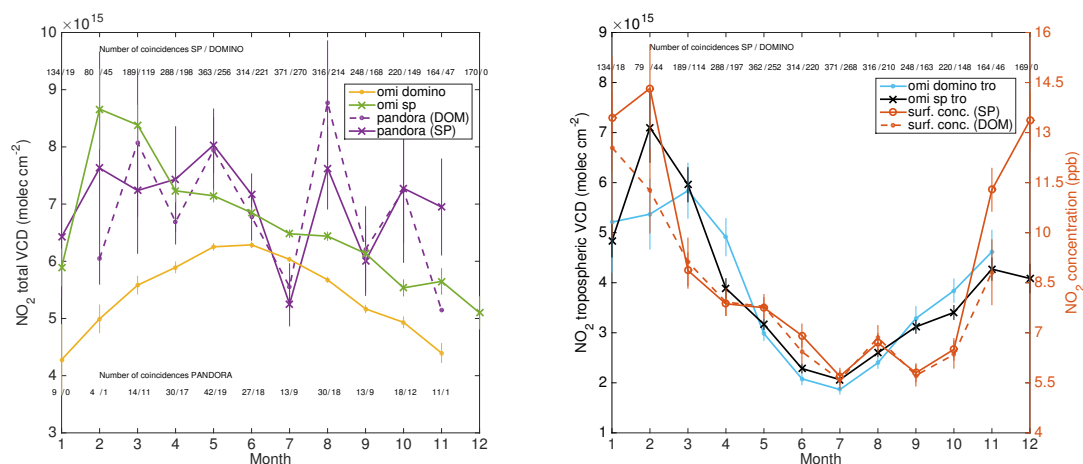 ×10^15
Number of coincidences SP / DOMINO
134 / 19 80 / 45 189 / 119 288 / 198 363 / 256 314 / 221 371 / 270 316 / 214 248 / 168 220 / 149 164 / 47 170 / 0
omi domino
omi sp
pandora (DOM)
pandora (SP)
NO2 total VCD (molec cm-2)
10
9
8
7
6
5
4
3
Number of coincidences PANDORA
9 / 0 4 / 1 14 / 11 30 / 17 42 / 19 27 / 18 13 / 9 30 / 18 13 / 9 18 / 12 11 / 1
1 2 3 4 5 6 7 8 9 10 11 12
Month
×10^15
Number of coincidences SP / DOMINO
134 / 18 79 / 44 189 / 114 288 / 197 362 / 252 314 / 220 371 / 268 316 / 210 248 / 163 220 / 148 164 / 46 169 / 0
omi domino tro
omi sp tro
surf. conc. (SP)
surf. conc. (DOM)
NO2 tropospheric VCD (molec cm-2)
9
8
7
6
5
4
3
2
1
1 2 3 4 5 6 7 8 9 10 11 12
Month
16
14.5
13
11.5
10
8.5
7
5.5
4
NO2 concentration (ppb)